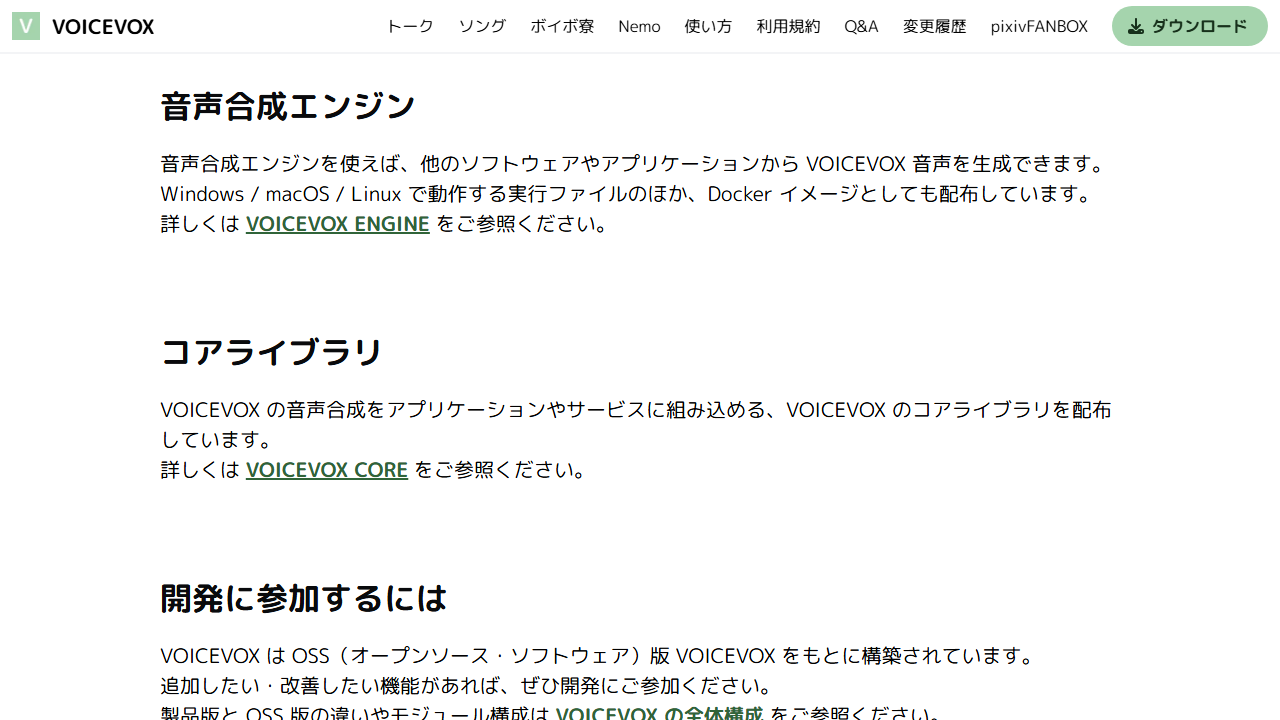 V VOICEVOX トーク ソング ボイボ寮 Nemo 使い方 利用規約 Q&A 変更履歴 pixivFANBOX ダウンロード
音声合成エンジン
音声合成エンジンを使えば、他のソフトウェアやアプリケーションから VOICEVOX 音声を生成できます。
Windows / macOS / Linux で動作する実行ファイルのほか、Docker イメージとしても配布しています。
詳しくは VOICEVOX ENGINE をご参照ください。
コアライブラリ
VOICEVOX の音声合成をアプリケーションやサービスに組み込める、VOICEVOX のコアライブラリを配布
しています。
詳しくは VOICEVOX CORE をご参照ください。
開発に参加するには
VOICEVOX は OSS（オープンソース・ソフトウェア）版 VOICEVOX をもとに構築されています。
追加したい・改善したい機能があれば、ぜひ開発にご参加ください。
製品版と OSS 版の違いやモジュール構成は VOICEVOX の全体構成 をご参照ください。